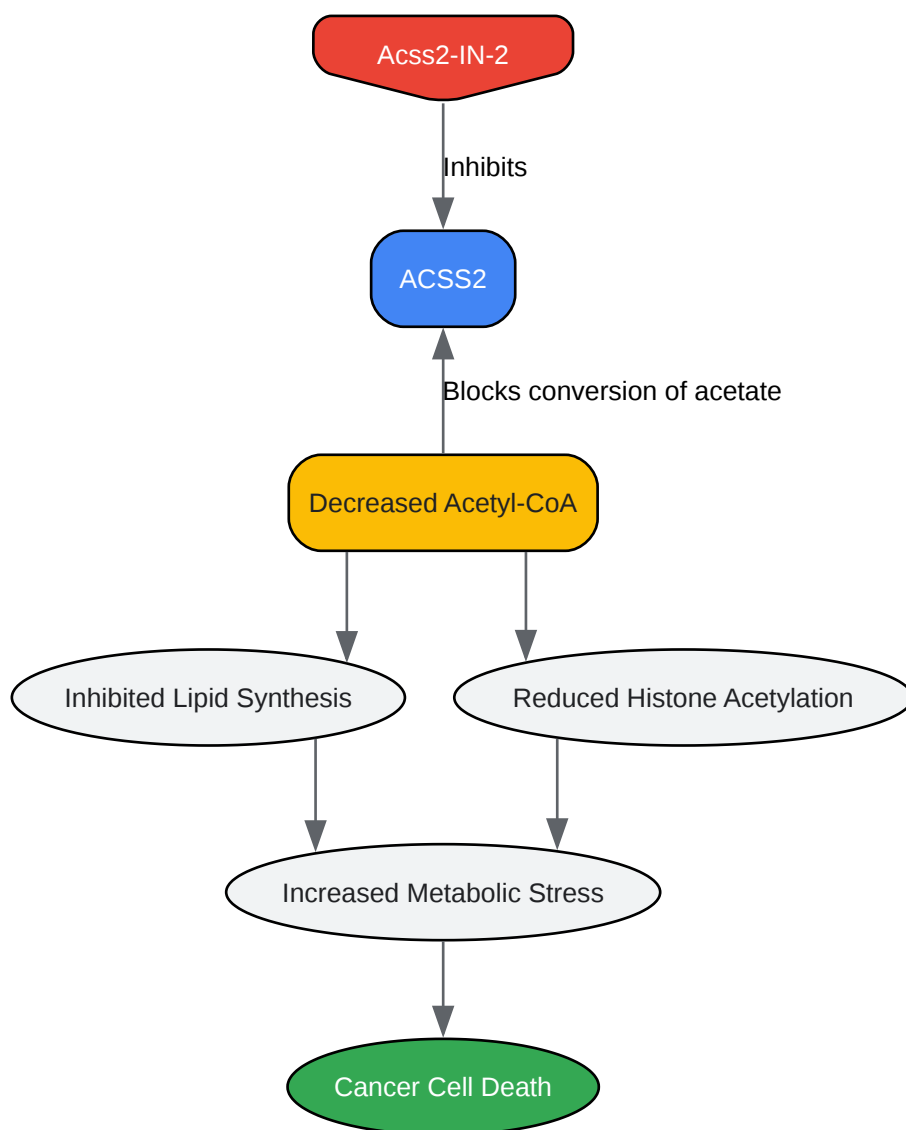 Acss2-IN-2
Inhibits
ACSS2
Blocks conversion of acetate
Decreased Acetyl-CoA
Inhibited Lipid Synthesis
Reduced Histone Acetylation
Increased Metabolic Stress
Cancer Cell Death